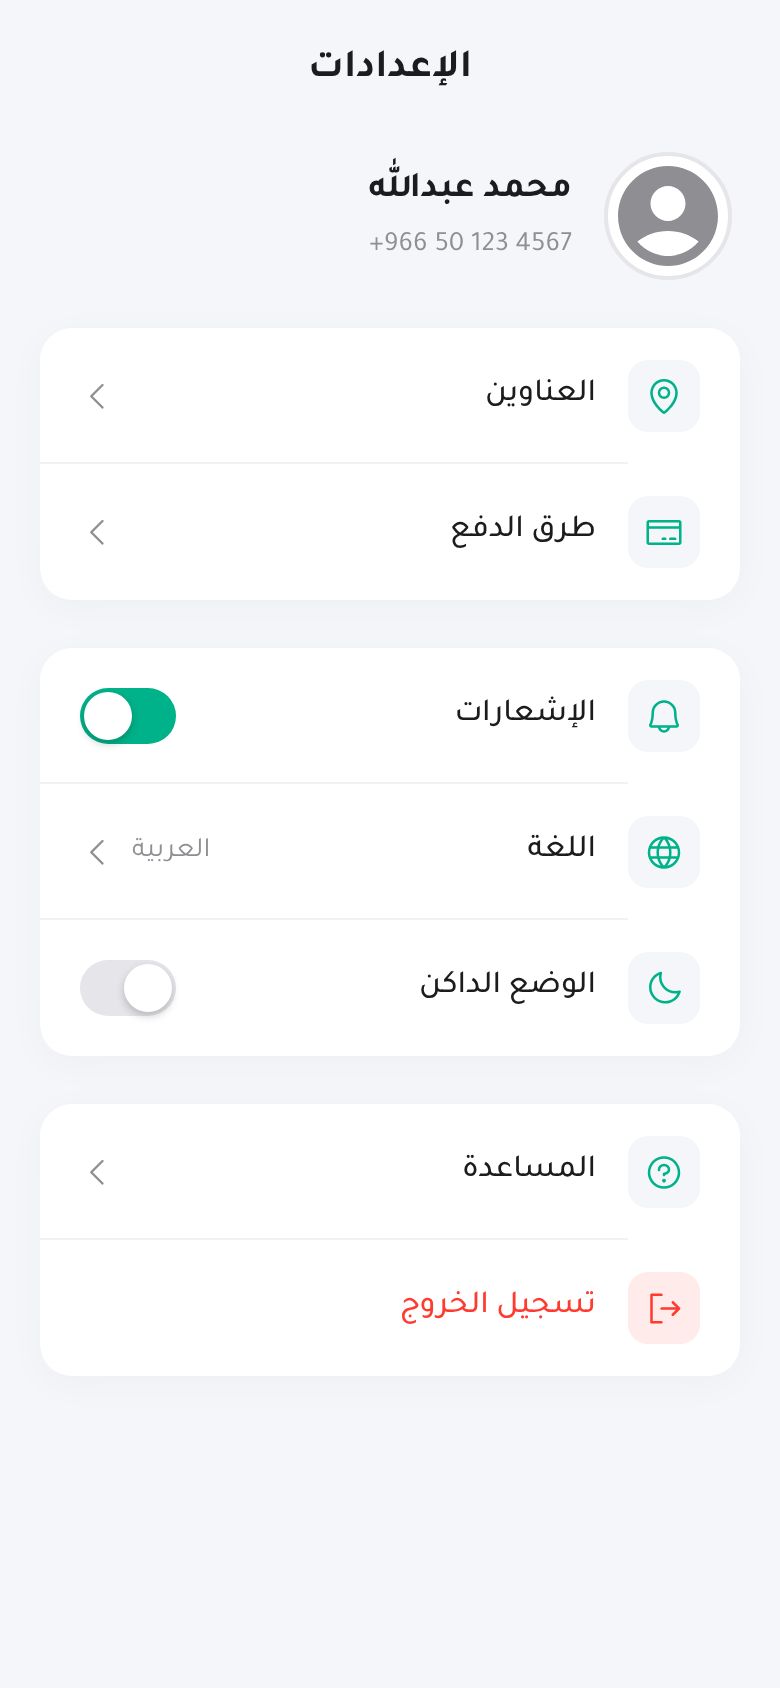 الإعدادات
محمد عبدالله
+966 50 123 4567
العناوين
طرق الدفع
الإشعارات
اللغة العربية
الوضع الداكن
المساعدة
تسجيل الخروج